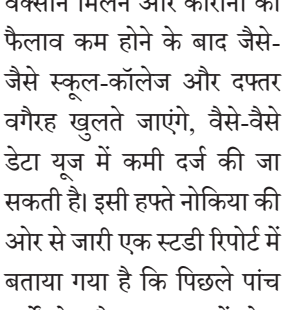 वैक्सीन मिलने और कोरोना का
फैलाव कम होने के बाद जैसे-
जैसे स्कूल-कॉलेज और दफ्तर
वगैरह खुलते जाएंगे, वैसे-वैसे
डेटा यूज में कमी दर्ज की जा
सकती है। इसी हफ्ते नोकिया की
ओर से जारी एक स्टडी रिपोर्ट में
बताया गया है कि पिछले पांच